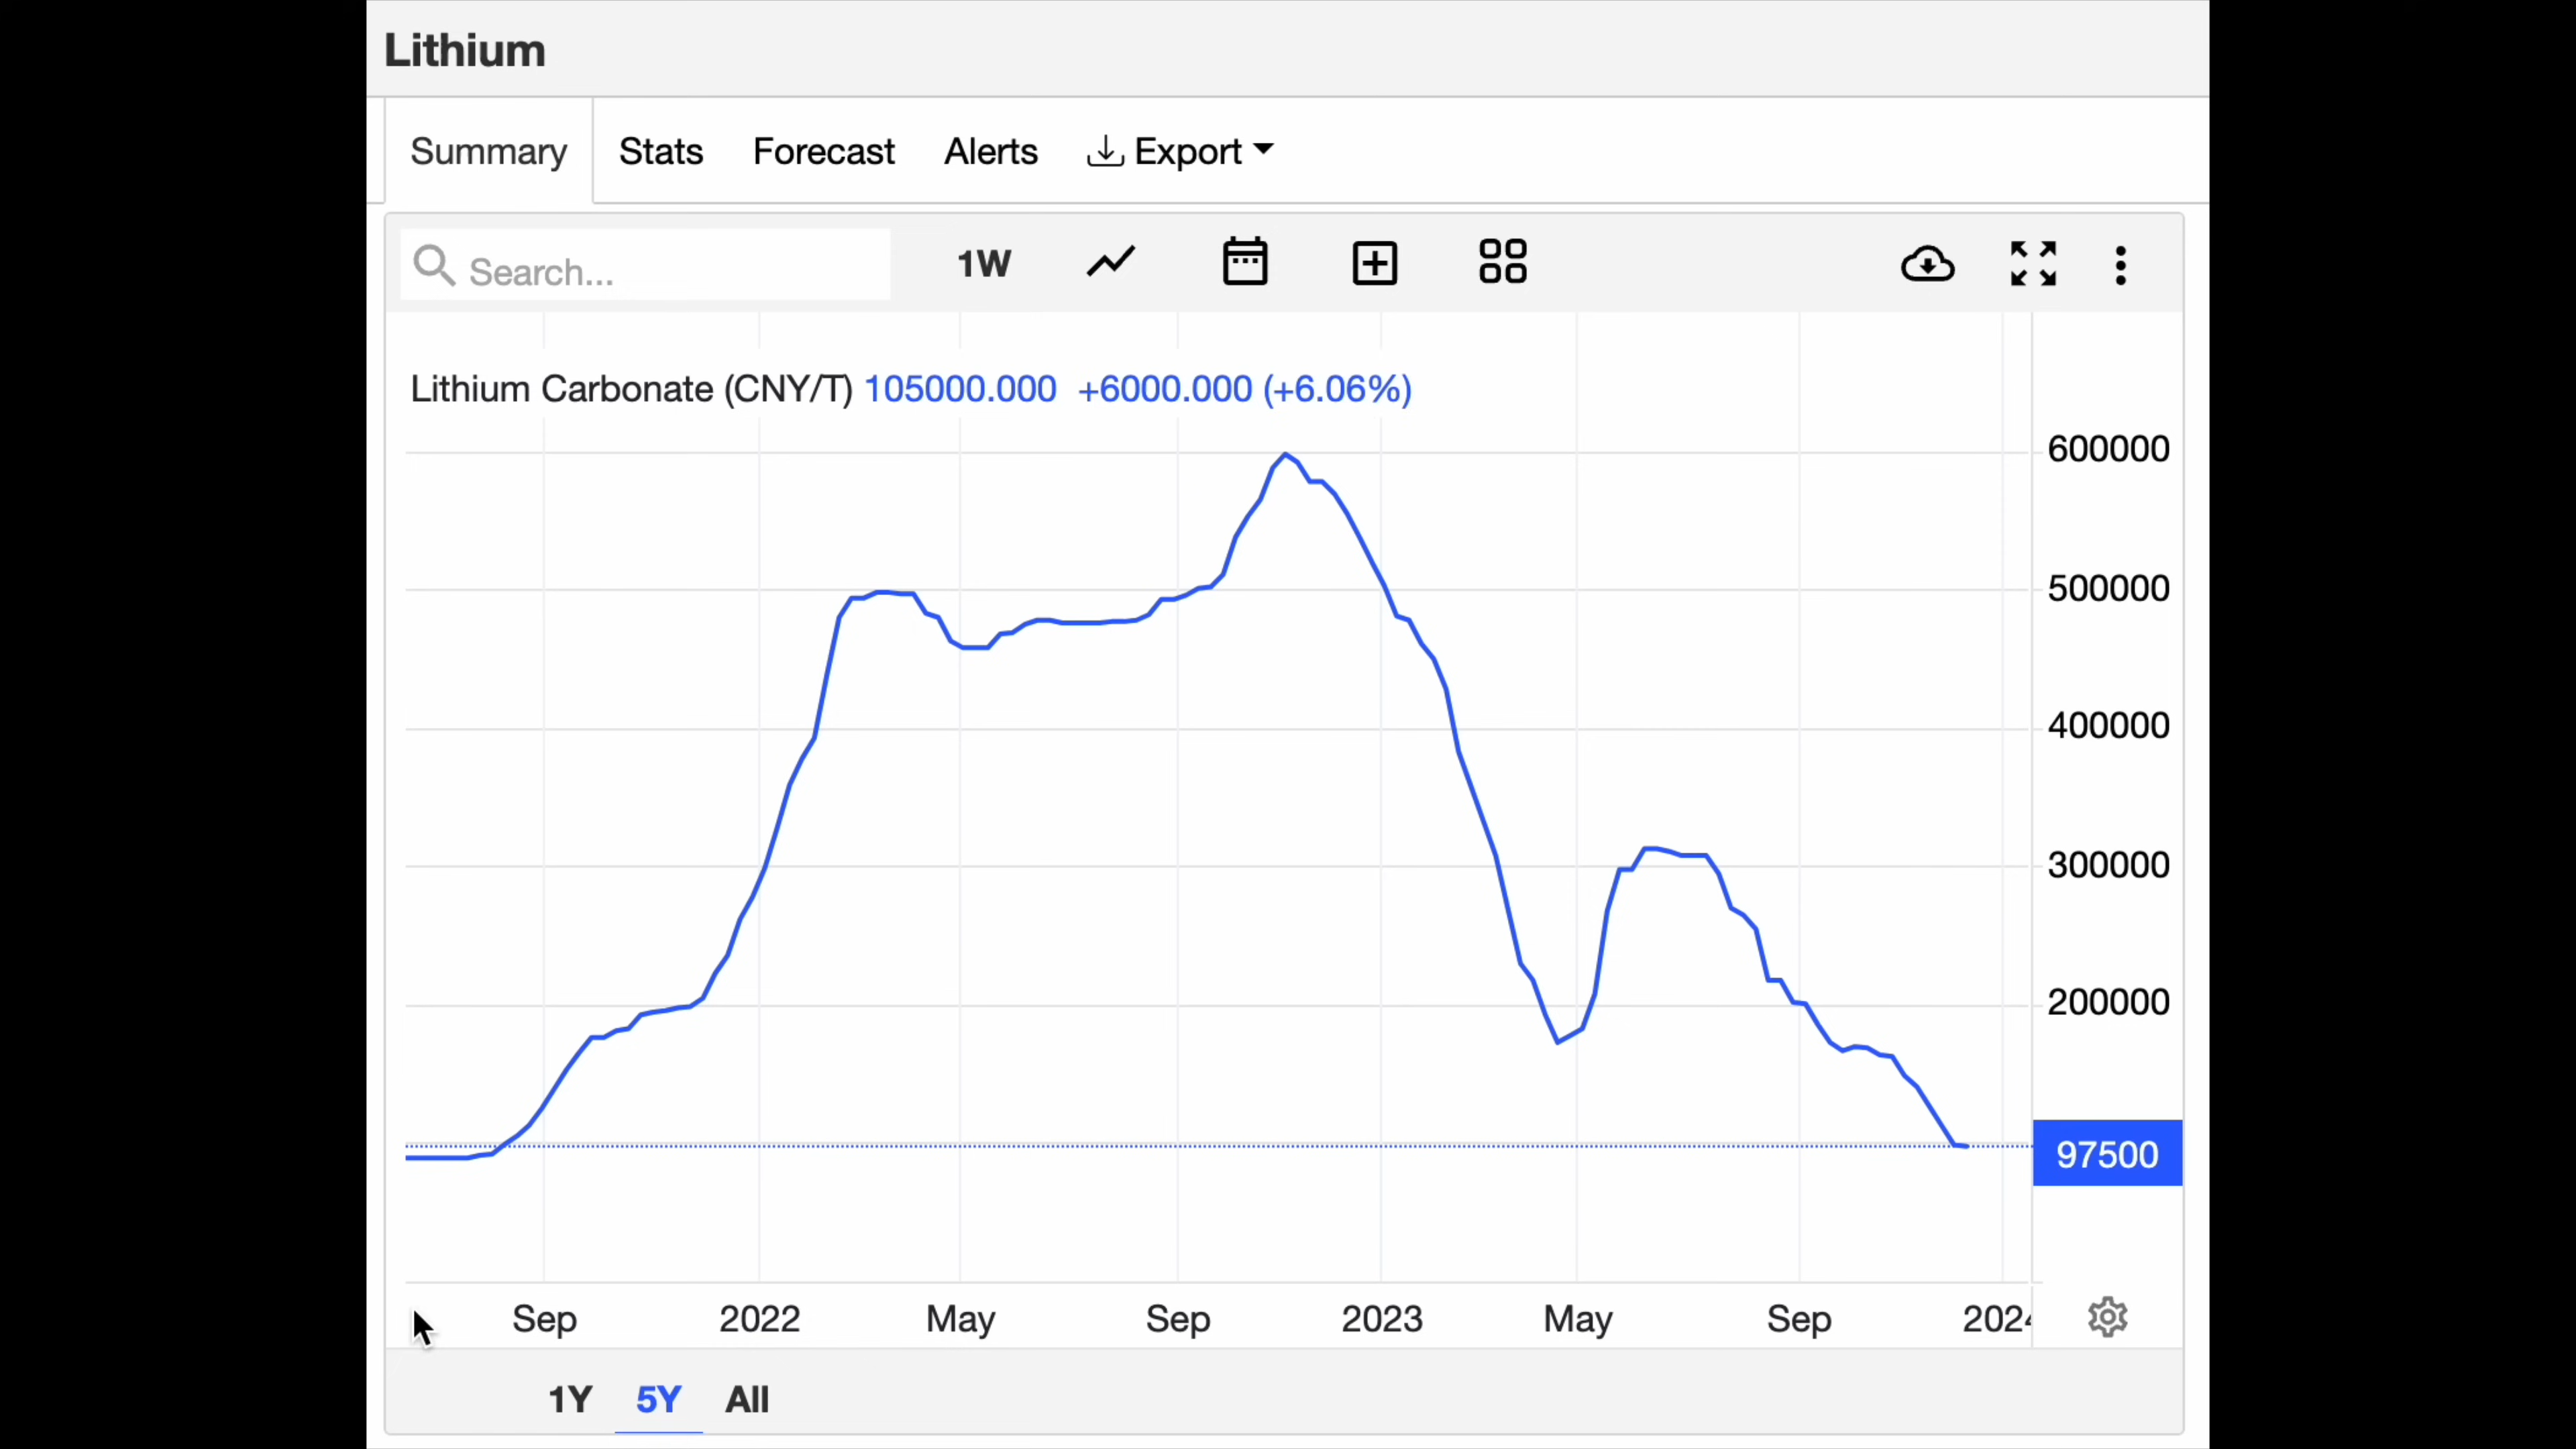 Lithium
Summary Stats Forecast Alerts Export
Search... 1W
Lithium Carbonate (CNY/T) 105000.000 +6000.000 (+6.06%)
600000
500000
400000
300000
200000
97500
Sep 2022 May Sep 2023 May Sep 2024
1Y 5Y All